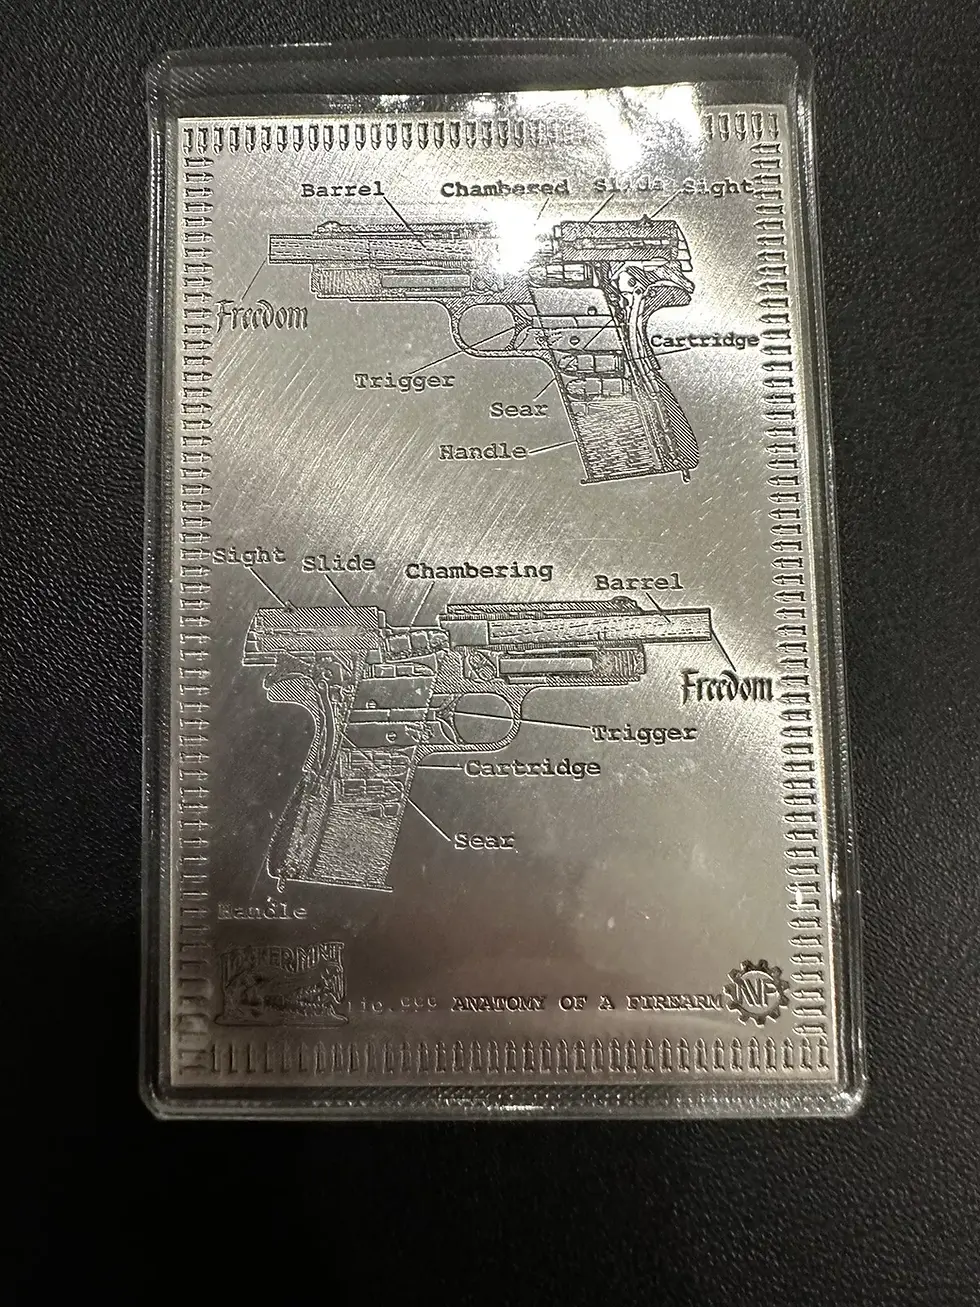 Barrel Chambered Slide Sight
Freedom
Cartridge
Trigger
Sear
Handle
Sight Slide Chambering Barrel
Freedom
Trigger
Cartridge
Sear
Handle
ANATOMY OF A FIREARM